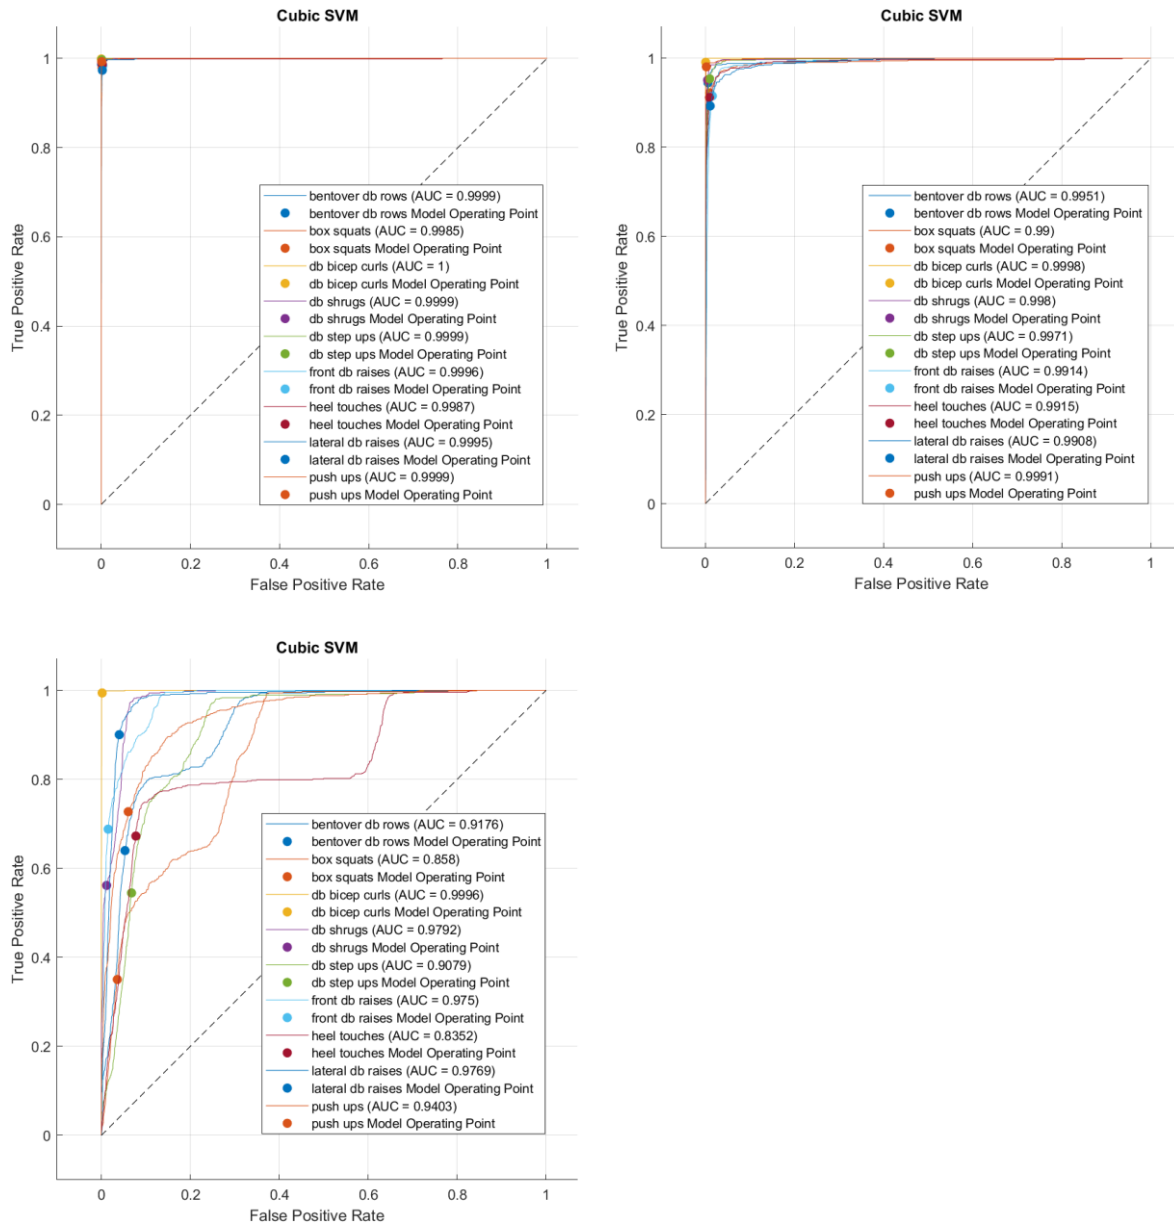 Cubic SVM
1
0.8
0.6
0.4
0.2
0
True Positive Rate
bentover db rows (AUC = 0.9999)
bentover db rows Model Operating Point
box squats (AUC = 0.9985)
box squats Model Operating Point
db bicep curls (AUC = 1)
db bicep curls Model Operating Point
db shrugs (AUC = 0.9999)
db shrugs Model Operating Point
db step ups (AUC = 0.9999)
db step ups Model Operating Point
front db raises (AUC = 0.9996)
front db raises Model Operating Point
heel touches (AUC = 0.9987)
heel touches Model Operating Point
lateral db raises (AUC = 0.9995)
lateral db raises Model Operating Point
push ups (AUC = 0.9999)
push ups Model Operating Point
0 0.2 0.4 0.6 0.8 1
False Positive Rate
Cubic SVM
1
0.8
0.6
0.4
0.2
0
True Positive Rate
bentover db rows (AUC = 0.9951)
bentover db rows Model Operating Point
box squats (AUC = 0.99)
box squats Model Operating Point
db bicep curls (AUC = 0.9998)
db bicep curls Model Operating Point
db shrugs (AUC = 0.998)
db shrugs Model Operating Point
db step ups (AUC = 0.9971)
db step ups Model Operating Point
front db raises (AUC = 0.9914)
front db raises Model Operating Point
heel touches (AUC = 0.9915)
heel touches Model Operating Point
lateral db raises (AUC = 0.9908)
lateral db raises Model Operating Point
push ups (AUC = 0.9991)
push ups Model Operating Point
0 0.2 0.4 0.6 0.8 1
False Positive Rate
Cubic SVM
1
0.8
0.6
0.4
0.2
0
True Positive Rate
bentover db rows (AUC = 0.9176)
bentover db rows Model Operating Point
box squats (AUC = 0.858)
box squats Model Operating Point
db bicep curls (AUC = 0.9996)
db bicep curls Model Operating Point
db shrugs (AUC = 0.9792)
db shrugs Model Operating Point
db step ups (AUC = 0.9079)
db step ups Model Operating Point
front db raises (AUC = 0.975)
front db raises Model Operating Point
heel touches (AUC = 0.8352)
heel touches Model Operating Point
lateral db raises (AUC = 0.9769)
lateral db raises Model Operating Point
push ups (AUC = 0.9403)
push ups Model Operating Point
0 0.2 0.4 0.6 0.8 1
False Positive Rate